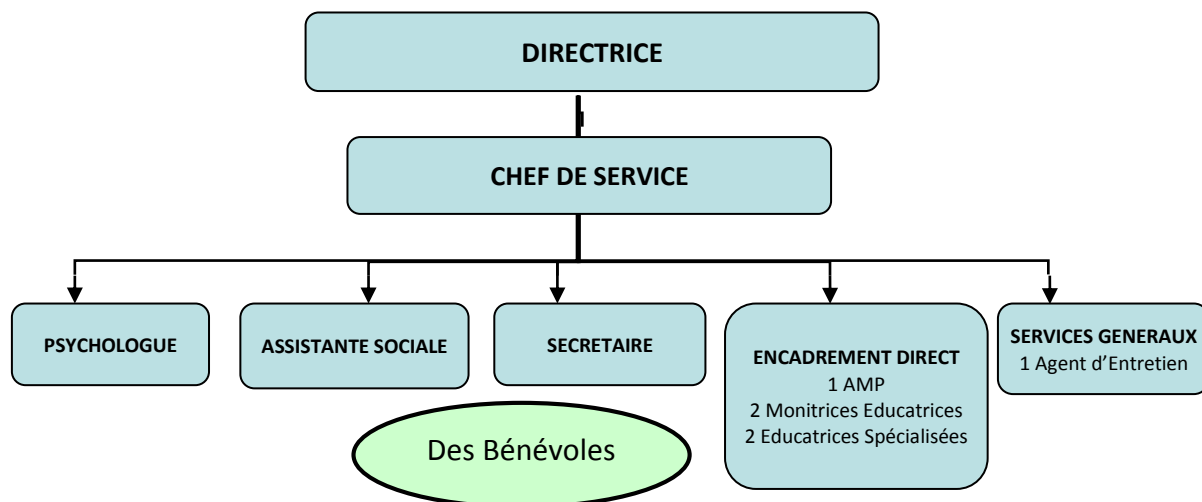 DIRECTRICE
CHEF DE SERVICE
PSYCHOLOGUE
ASSISTANTE SOCIALE
SECRETAIRE
ENCADREMENT DIRECT
1 AMP
2 Monitrices Educatrices
2 Educatrices Spécialisées
SERVICES GENERAUX
1 Agent d’Entretien
Des Bénévoles